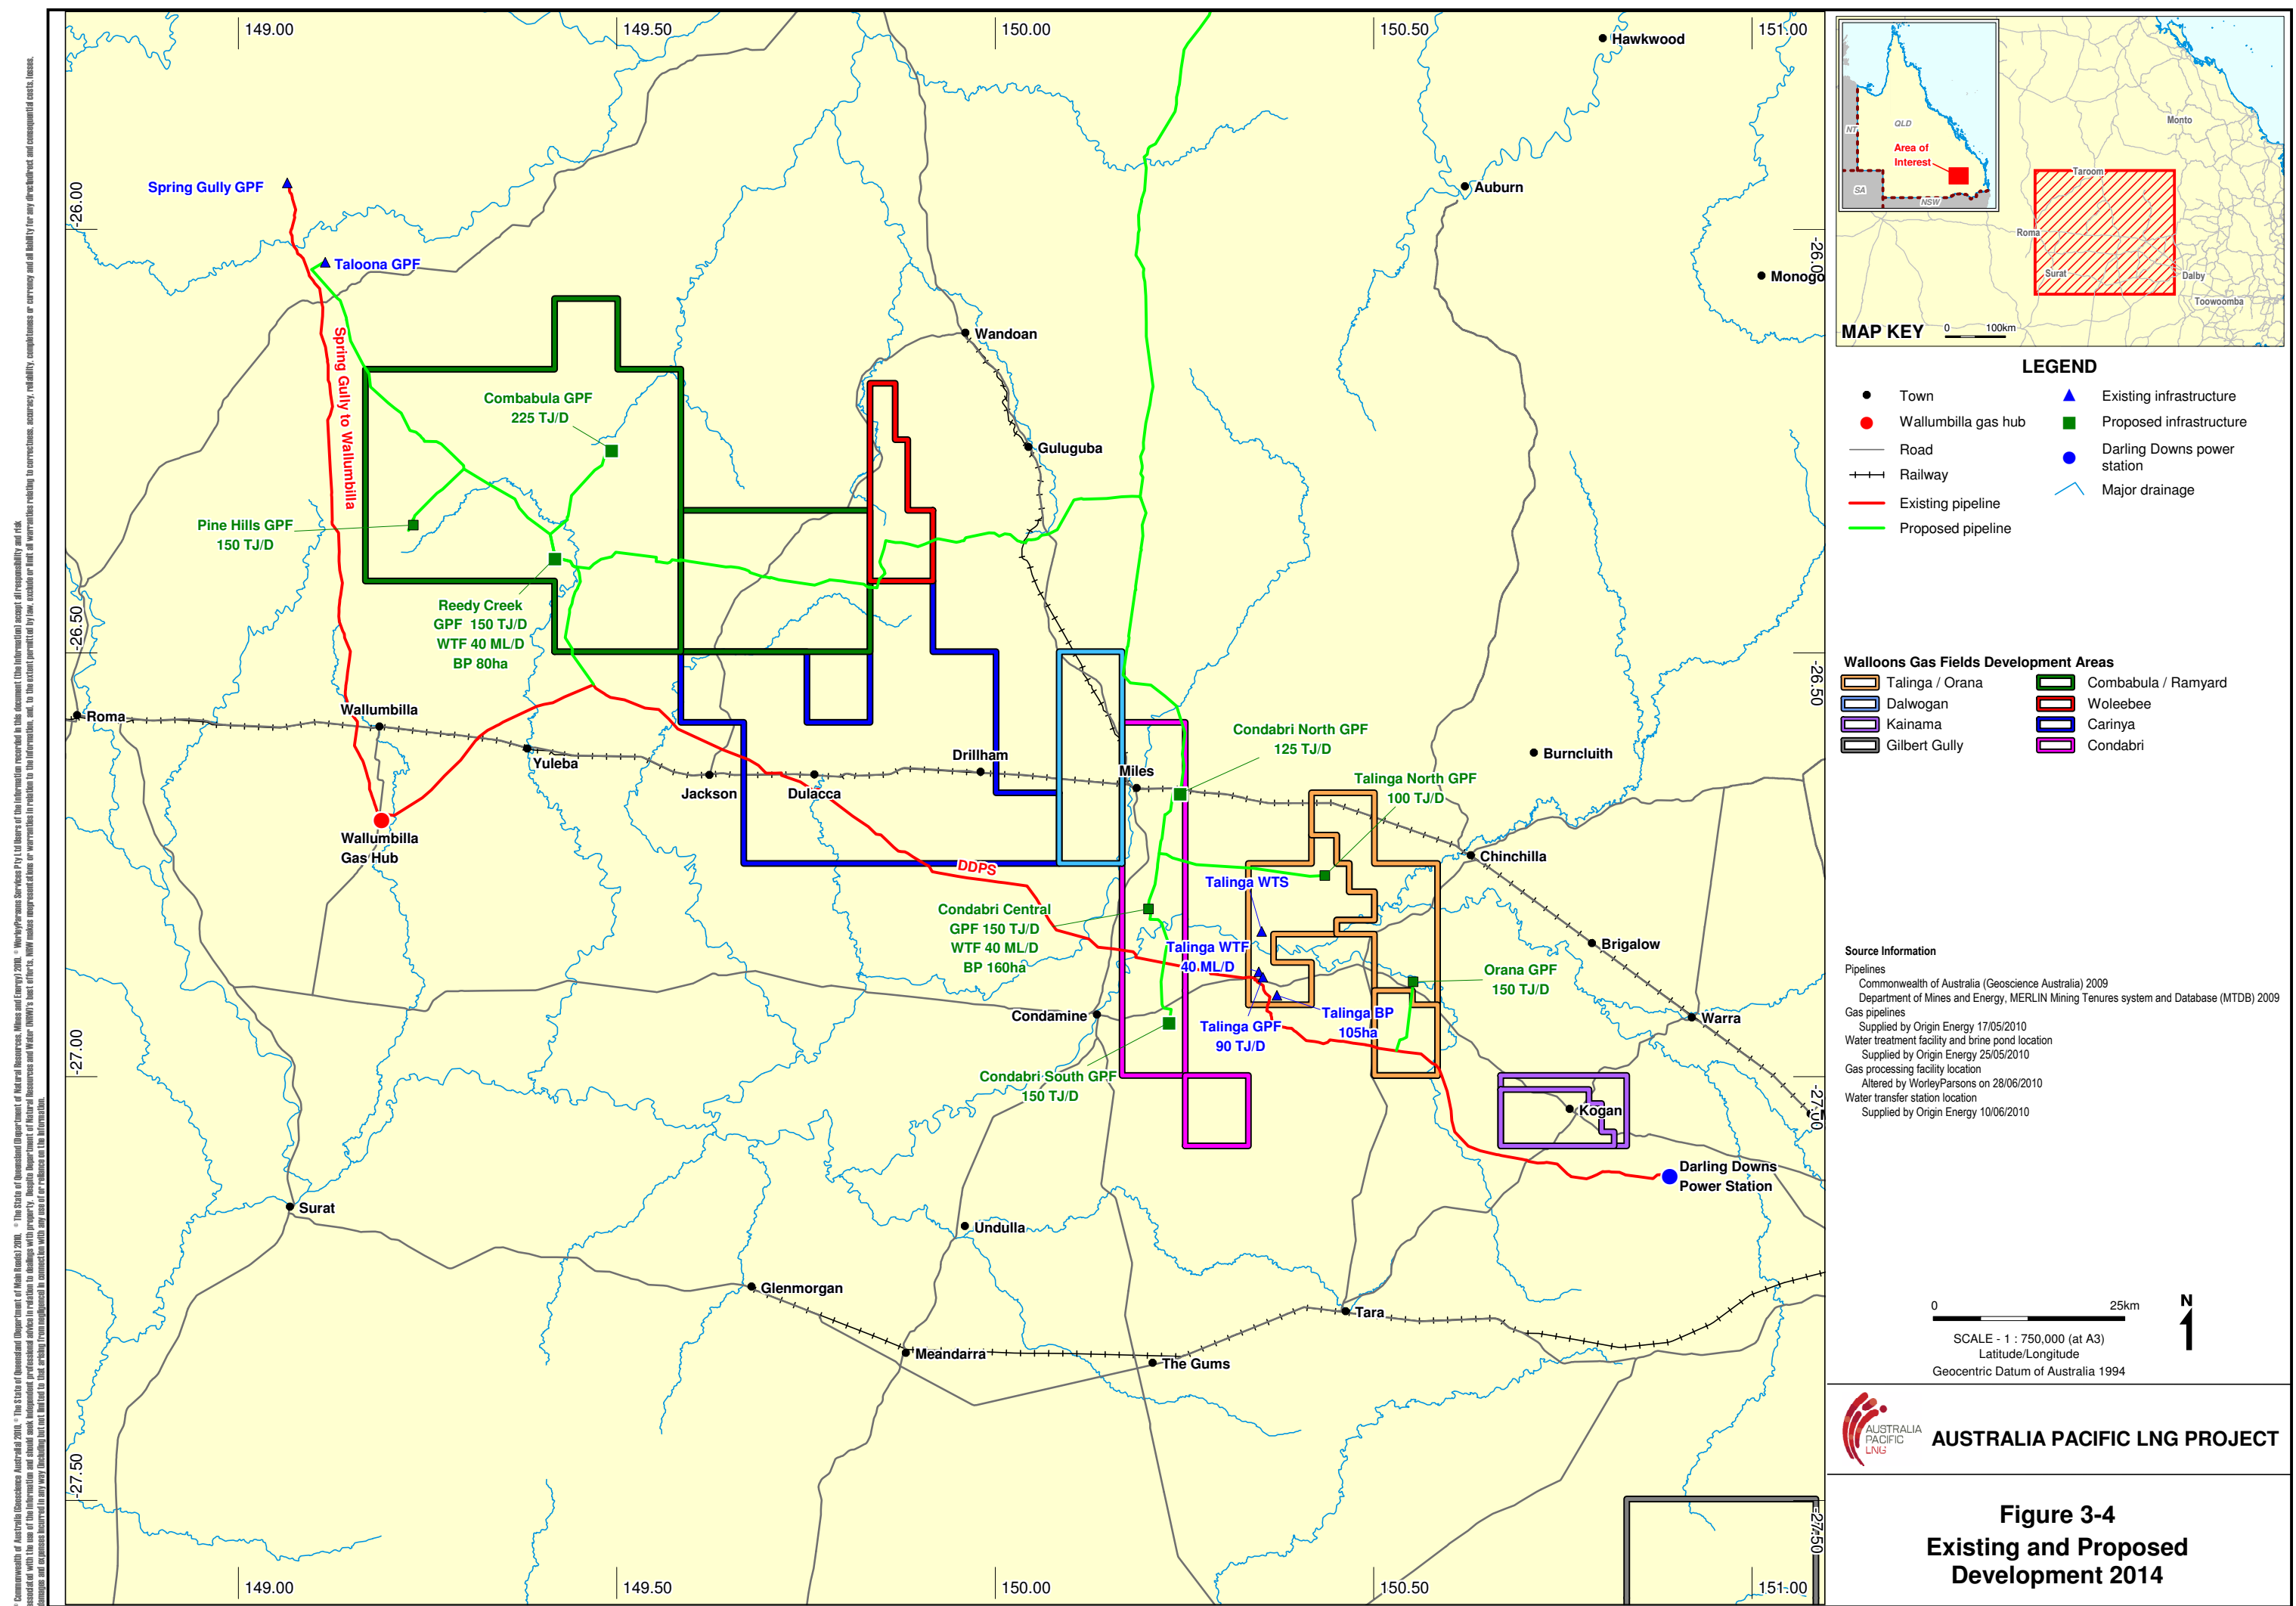 149.00
149.50
150.00
150.50
151.00
-26.00
-26.50
-27.00
-27.50
-26.50
-27.00
-27.50
149.00
149.50
150.00
150.50
151.00
Hawkwood
Auburn
Spring Gully GPF
Taloona GPF
Wandoan
Spring Gully to Wallumbilla
Combabula GPF
225 TJ/D
Guluguba
Pine Hills GPF
150 TJ/D
Reedy Creek
GPF 150 TJ/D
WTF 40 ML/D
BP 80ha
Roma
Wallumbilla
Yuleba
Jackson
Dulacca
Drillham
Miles
Condabri North GPF
125 TJ/D
Burncluith
Talinga North GPF
100 TJ/D
Wallumbilla
Gas Hub
DDPS
Chinchilla
Talinga WTS
Condabri Central
GPF 150 TJ/D
WTF 40 ML/D
BP 160ha
Talinga WTF
40 ML/D
Brigalow
Orana GPF
150 TJ/D
Condamine
Talinga GPF
90 TJ/D
Talinga BP
105ha
Warra
Condabri South GPF
150 TJ/D
Kogan
Darling Downs
Power Station
Surat
Undulla
Glenmorgan
Tara
Meandarra
The Gums
NT
QLD
SA
NSW
Area of
Interest
Monto
Taroom
Roma
Surat
Dalby
Toowoomba
MAP KEY
0 100km
LEGEND
Town
Wallumbilla gas hub
Road
Railway
Existing pipeline
Proposed pipeline
Existing infrastructure
Proposed infrastructure
Darling Downs power
station
Major drainage
Walloons Gas Fields Development Areas
Talinga / Orana
Dalwogan
Kainama
Gilbert Gully
Combabula / Ramyard
Woleebee
Carinya
Condabri
Source Information
Pipelines
Commonwealth of Australia (Geoscience Australia) 2009
Department of Mines and Energy, MERLIN Mining Tenures system and Database (MTDB) 2009
Gas pipelines
Supplied by Origin Energy 17/05/2010
Water treatment facility and brine pond location
Supplied by Origin Energy 25/05/2010
Gas processing facility location
Altered by WorleyParsons on 28/06/2010
Water transfer station location
Supplied by Origin Energy 10/06/2010
0 25km
N
SCALE - 1 : 750,000 (at A3)
Latitude/Longitude
Geocentric Datum of Australia 1994
AUSTRALIA
PACIFIC
LNG
AUSTRALIA PACIFIC LNG PROJECT
Figure 3-4
Existing and Proposed
Development 2014